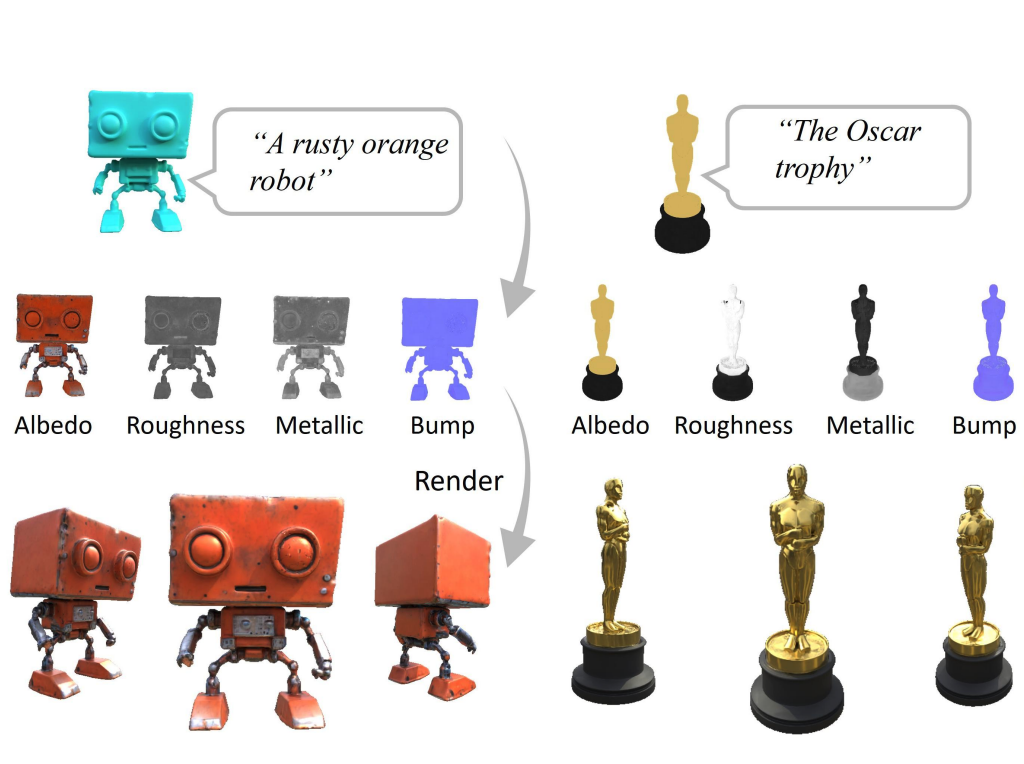 “A rusty orange
robot”
“The Oscar
trophy”
Albedo Roughness Metallic Bump
Albedo Roughness Metallic Bump
Render